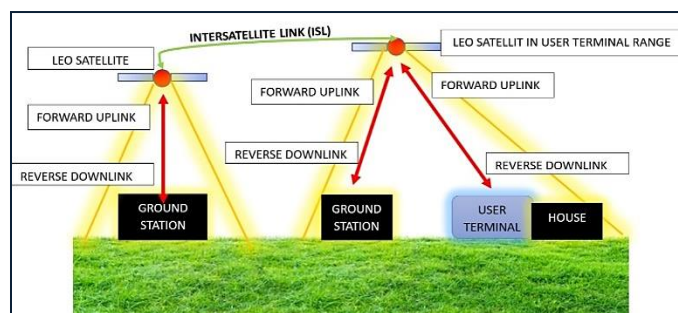 INTERSATELLITE LINK (ISL)
LEO SATELLITE
LEO SATELLIT IN USER TERMINAL RANGE
FORWARD UPLINK
FORWARD UPLINK
FORWARD UPLINK
REVERSE DOWNLINK
REVERSE DOWNLINK
REVERSE DOWNLINK
GROUND
STATION
GROUND
STATION
USER
TERMINAL
HOUSE